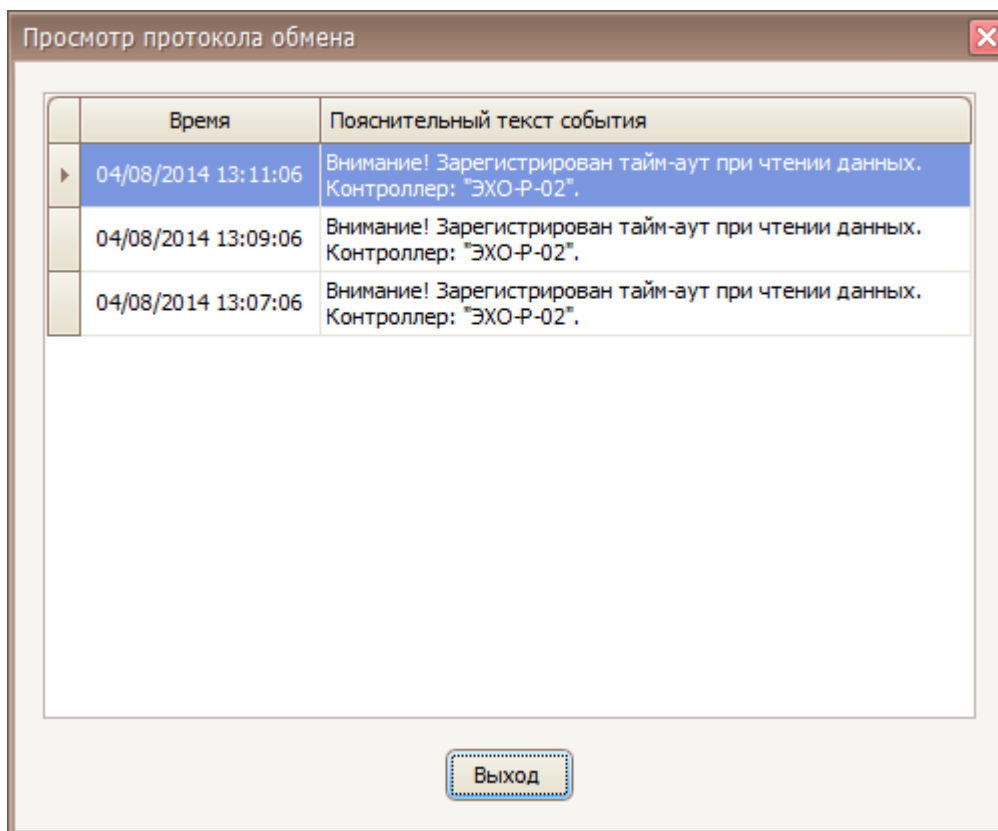 Просмотр протокола обмена
Время Пояснительный текст события
04/08/2014 13:11:06 Внимание! Зарегистрирован тайм-аут при чтении данных.
Контроллер: "ЭХО-Р-02".
04/08/2014 13:09:06 Внимание! Зарегистрирован тайм-аут при чтении данных.
Контроллер: "ЭХО-Р-02".
04/08/2014 13:07:06 Внимание! Зарегистрирован тайм-аут при чтении данных.
Контроллер: "ЭХО-Р-02".
Выход